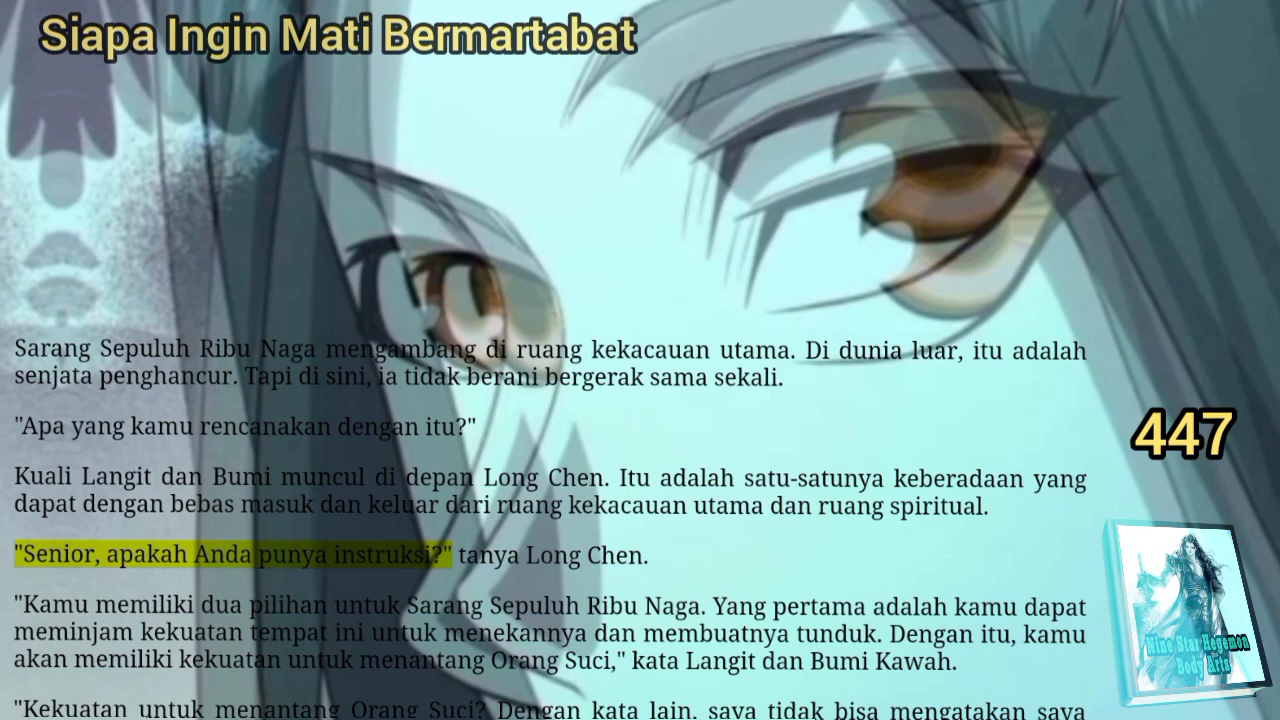 Siapa Ingin Mati Bermartabat
Sarang Sepuluh Ribu Naga mengambang di ruang kekacauan utama. Di dunia luar, itu adalah
senjata penghancur. Tapi di sini, ia tidak berani bergerak sama sekali.
"Apa yang kamu rencanakan dengan itu?"
447
Kuali Langit dan Bumi muncul di depan Long Chen. Itu adalah satu-satunya keberadaan yang
dapat dengan bebas masuk dan keluar dari ruang kekacauan utama dan ruang spiritual.
"Senior, apakah Anda punya instruksi?" tanya Long Chen.
"Kamu memiliki dua pilihan untuk Sarang Sepuluh Ribu Naga. Yang pertama adalah kamu dapat
meminjam kekuatan tempat ini untuk menekannya dan membuatnya tunduk. Dengan itu, kamu
akan memiliki kekuatan untuk menantang Orang Suci," kata Langit dan Bumi Kawah.
Nine Star Hegemon
Body Arts
"Kekuatan untuk menantang Orang Suci? Dengan kata lain, saya tidak bisa mengatakan saya